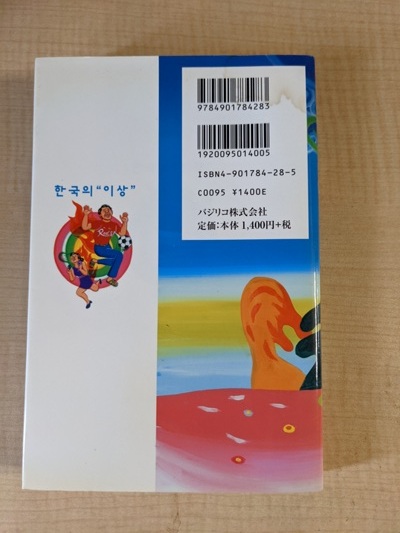 9784901784283
1920095014005
ISBN4-901784-28-5
C0095 ¥1400E
バジリコ株式会社
定価:本体 1,400円+税
한국의 "이상"